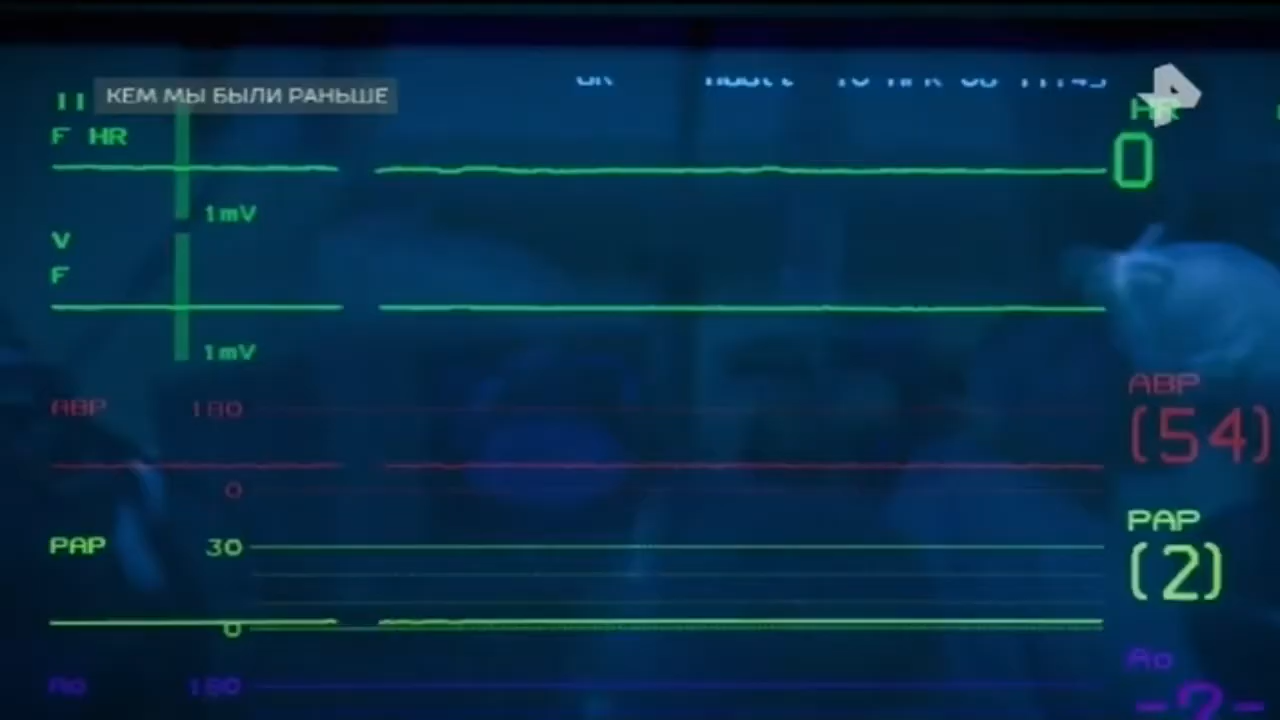 КЕМ МЫ БЫЛИ РАНЬШЕ
II
F HR
HR
0
1mV
V
F
1mV
ABP
180
0
ABP
(54)
PAP
30
0
PAP
(2)
Ao
180
Ao
-?-